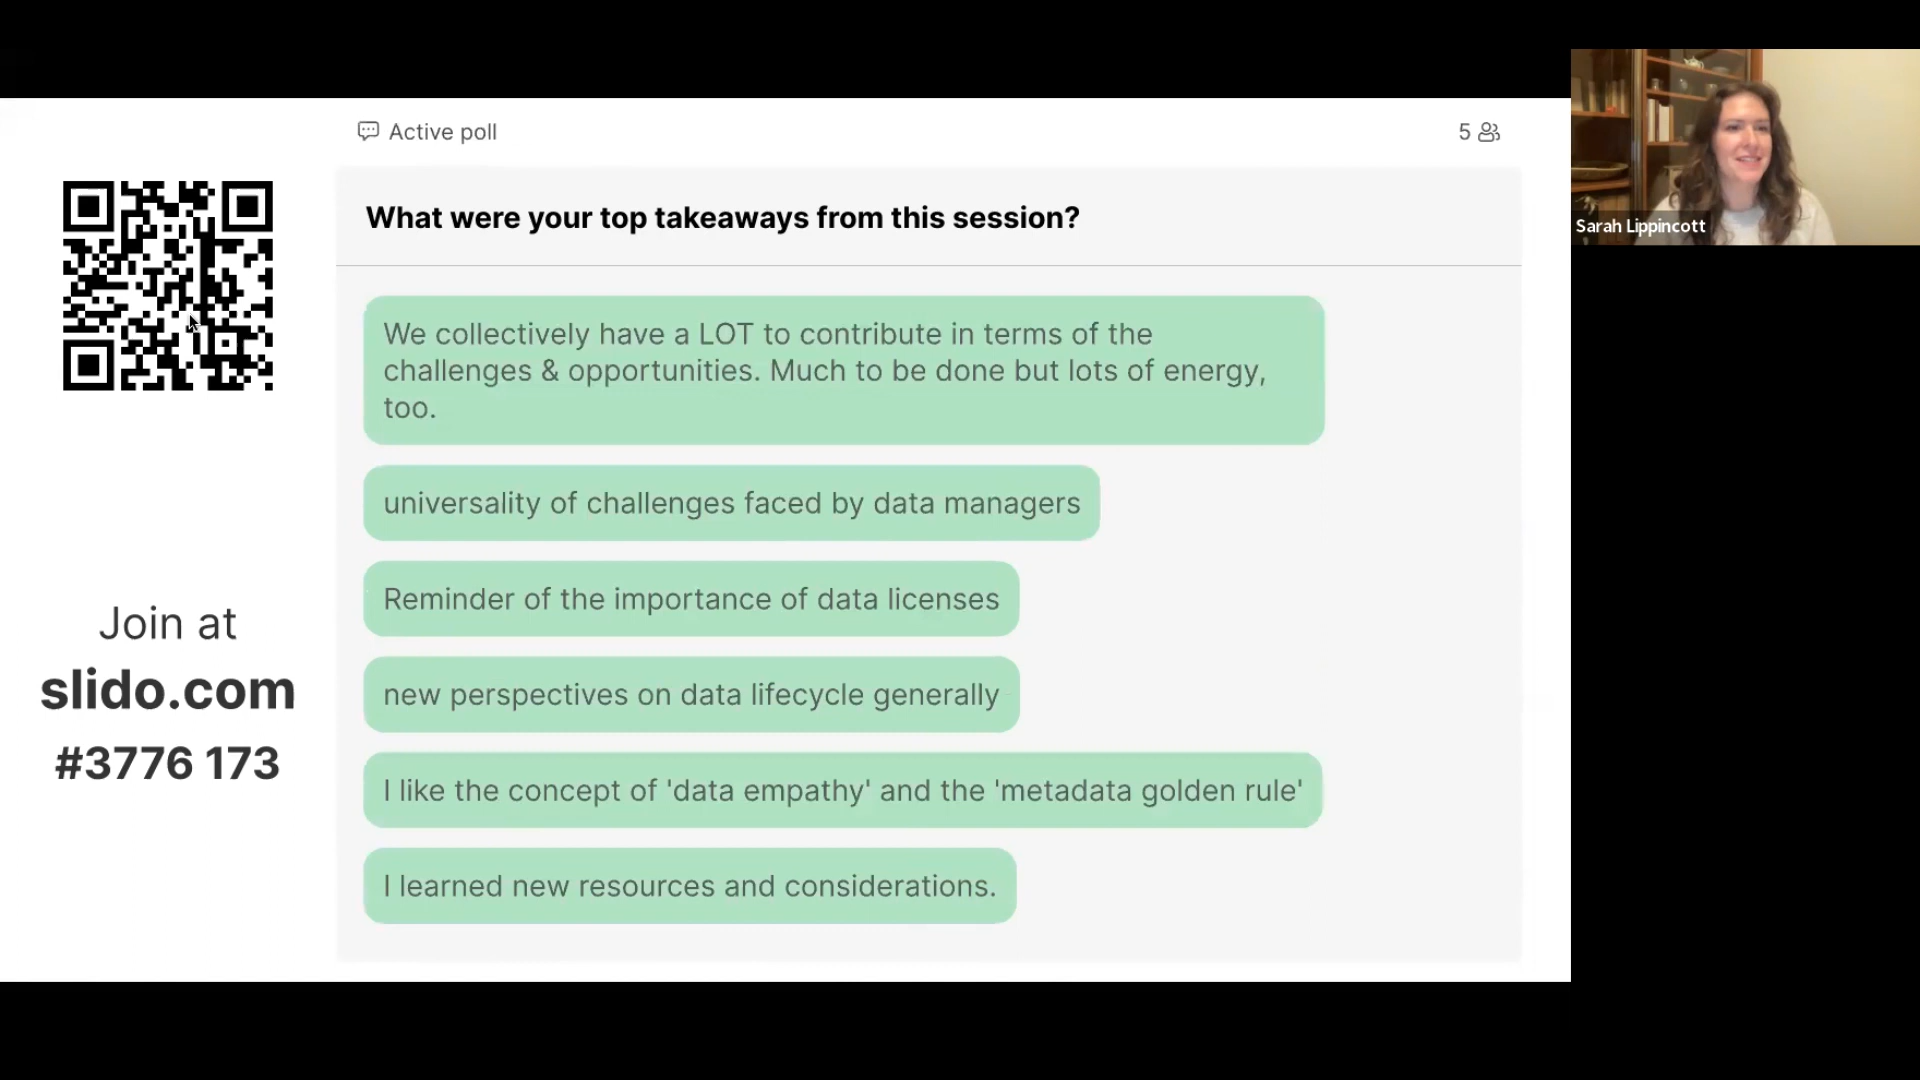 Active poll
5
What were your top takeaways from this session?
We collectively have a LOT to contribute in terms of the
challenges & opportunities. Much to be done but lots of energy,
too.
universality of challenges faced by data managers
Reminder of the importance of data licenses
new perspectives on data lifecycle generally
I like the concept of 'data empathy' and the 'metadata golden rule'
I learned new resources and considerations.
Join at
slido.com
#3776 173
Sarah Lippincott